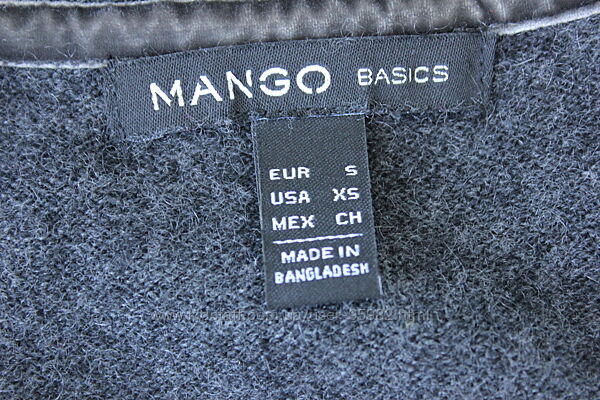 MANGO BASICS
EUR S
USA XS
MEX CH
MADE IN
BANGLADESH